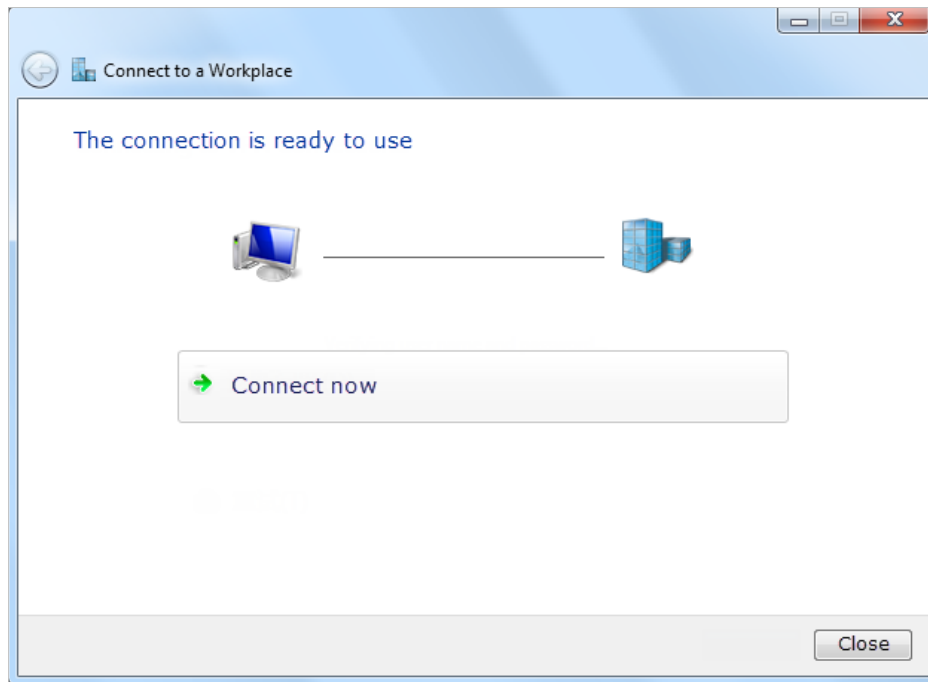 Connect to a Workplace
The connection is ready to use
Connect now
Close